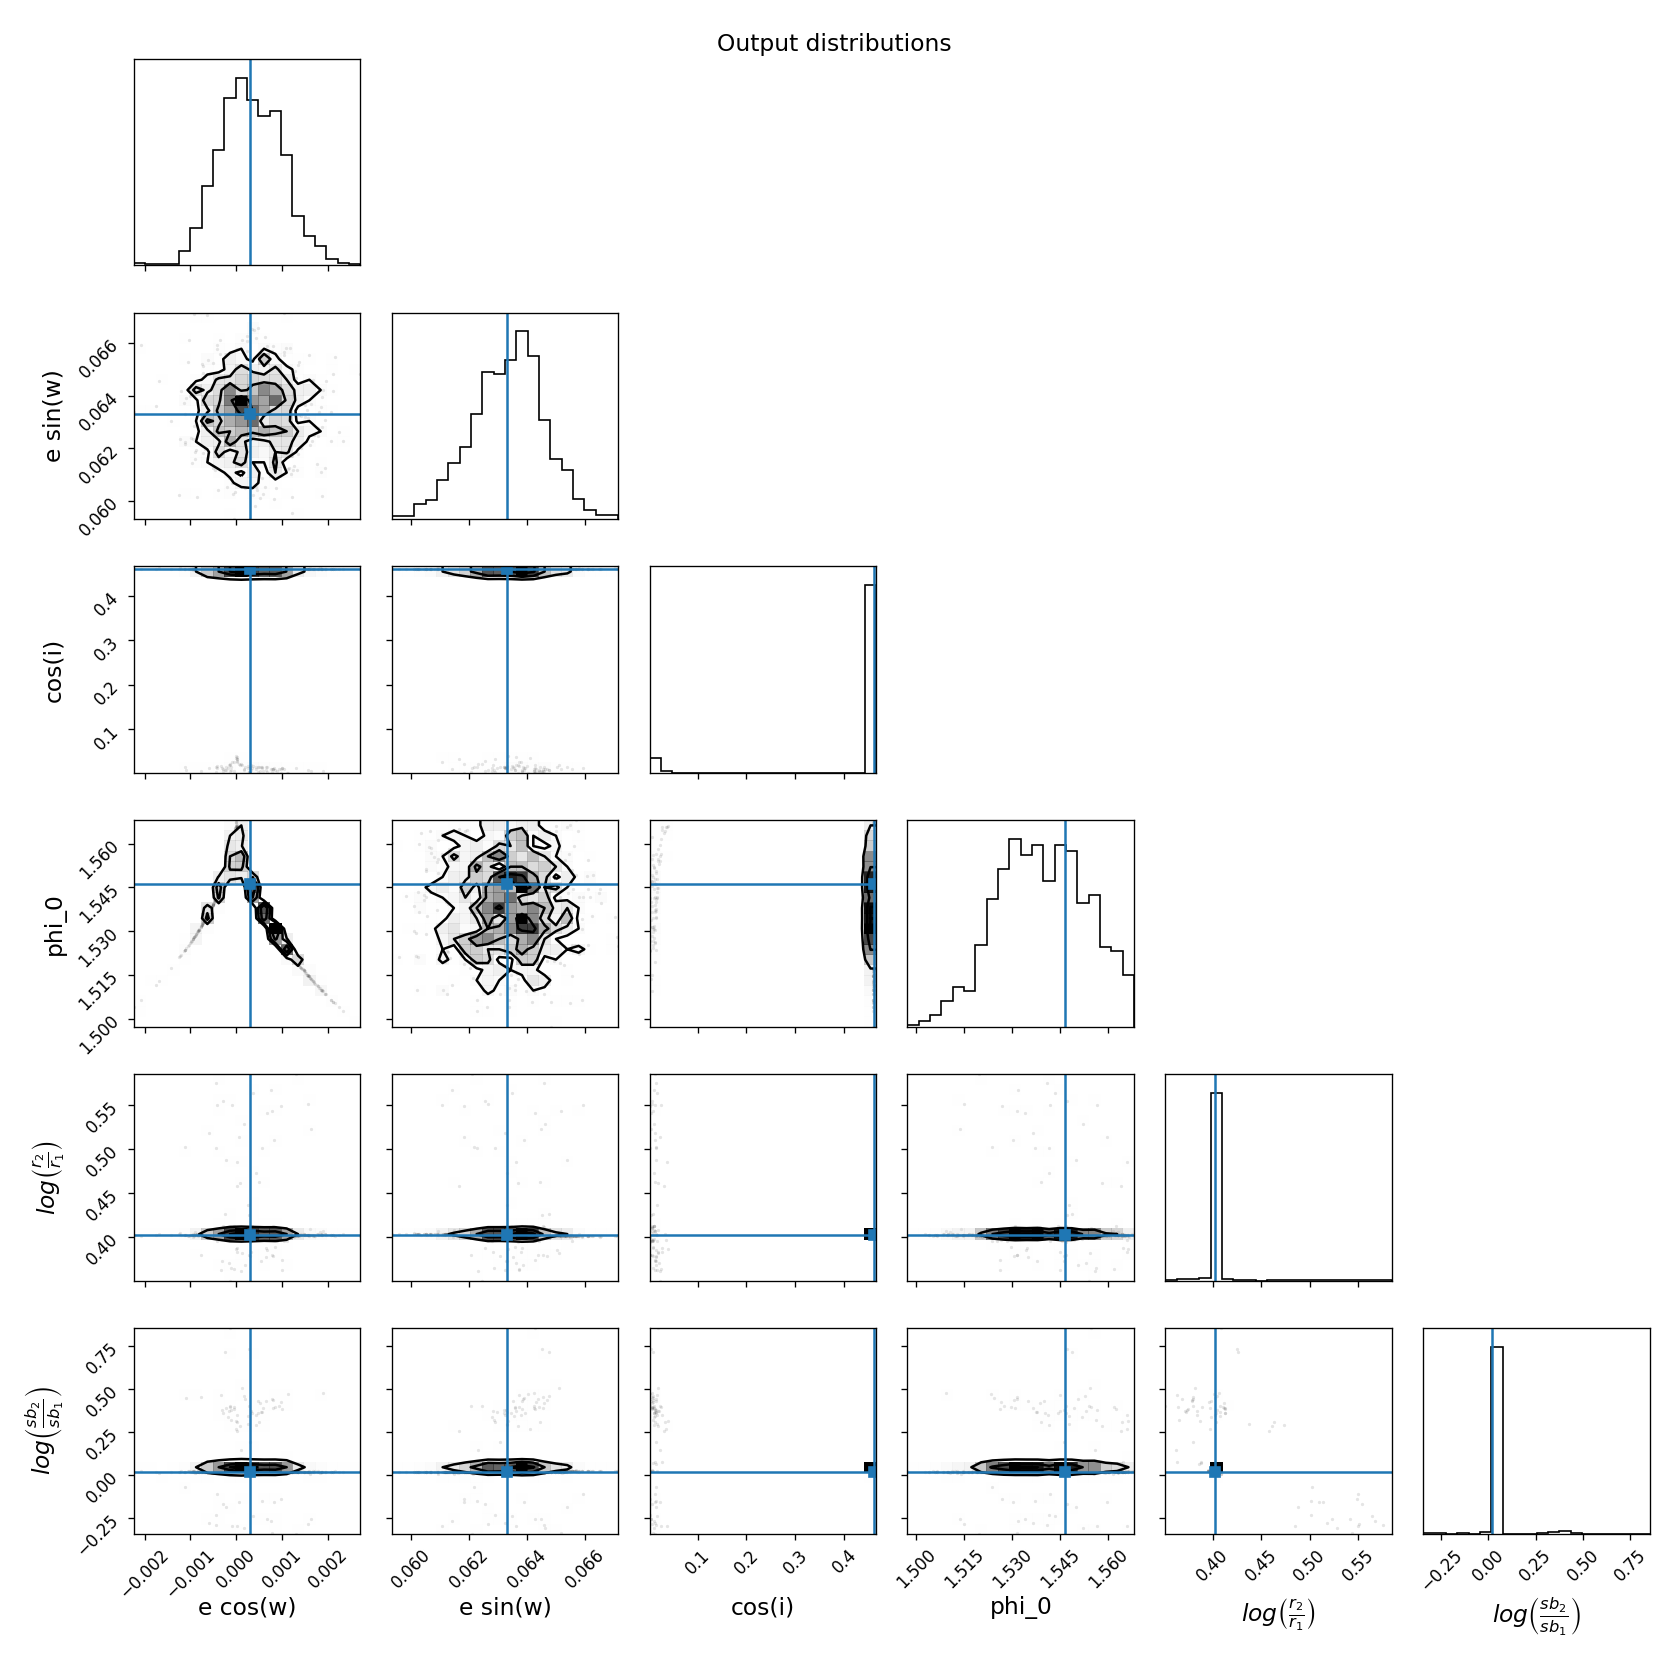 Output distributions
e sin(w)
0.066
0.064
0.062
0.060
cos(i)
0.4
0.3
0.2
0.1
phi_0
1.560
1.545
1.530
1.515
1.500
log(r₂/r₁)
0.55
0.50
0.45
0.40
log(sb₂/sb₁)
0.75
0.50
0.25
0.00
−0.25
−0.002 −0.001 0.000 0.001 0.002
e cos(w)
0.060 0.062 0.064 0.066
e sin(w)
0.1 0.2 0.3 0.4
cos(i)
1.500 1.515 1.530 1.545 1.560
phi_0
0.40 0.45 0.50 0.55
log(r₂/r₁)
−0.25 0.00 0.25 0.50 0.75
log(sb₂/sb₁)